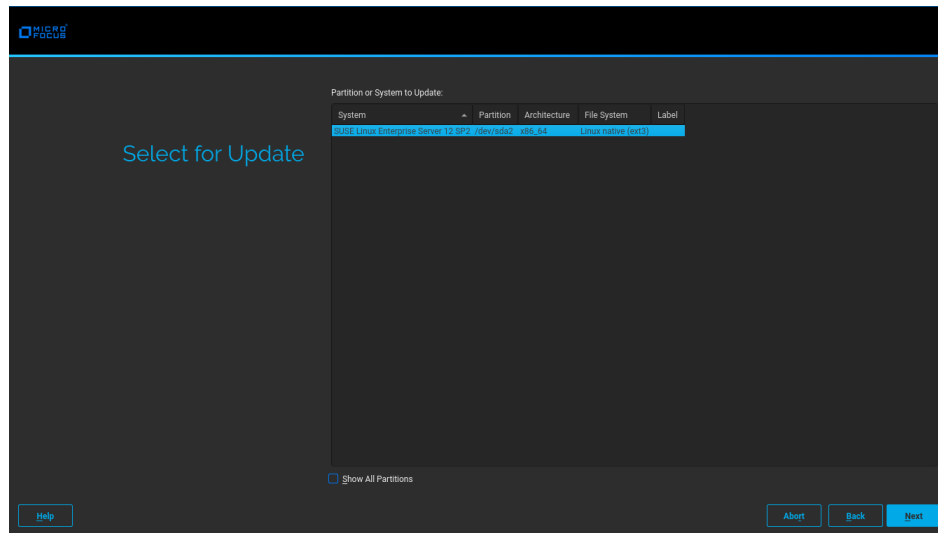 MICRO
FOCUS
Partition or System to Update:
System Partition Architecture File System Label
SUSE Linux Enterprise Server 12 SP2 /dev/sda2 x86_64 Linux native (ext3)
Select for Update
Show All Partitions
Help Abort Back Next